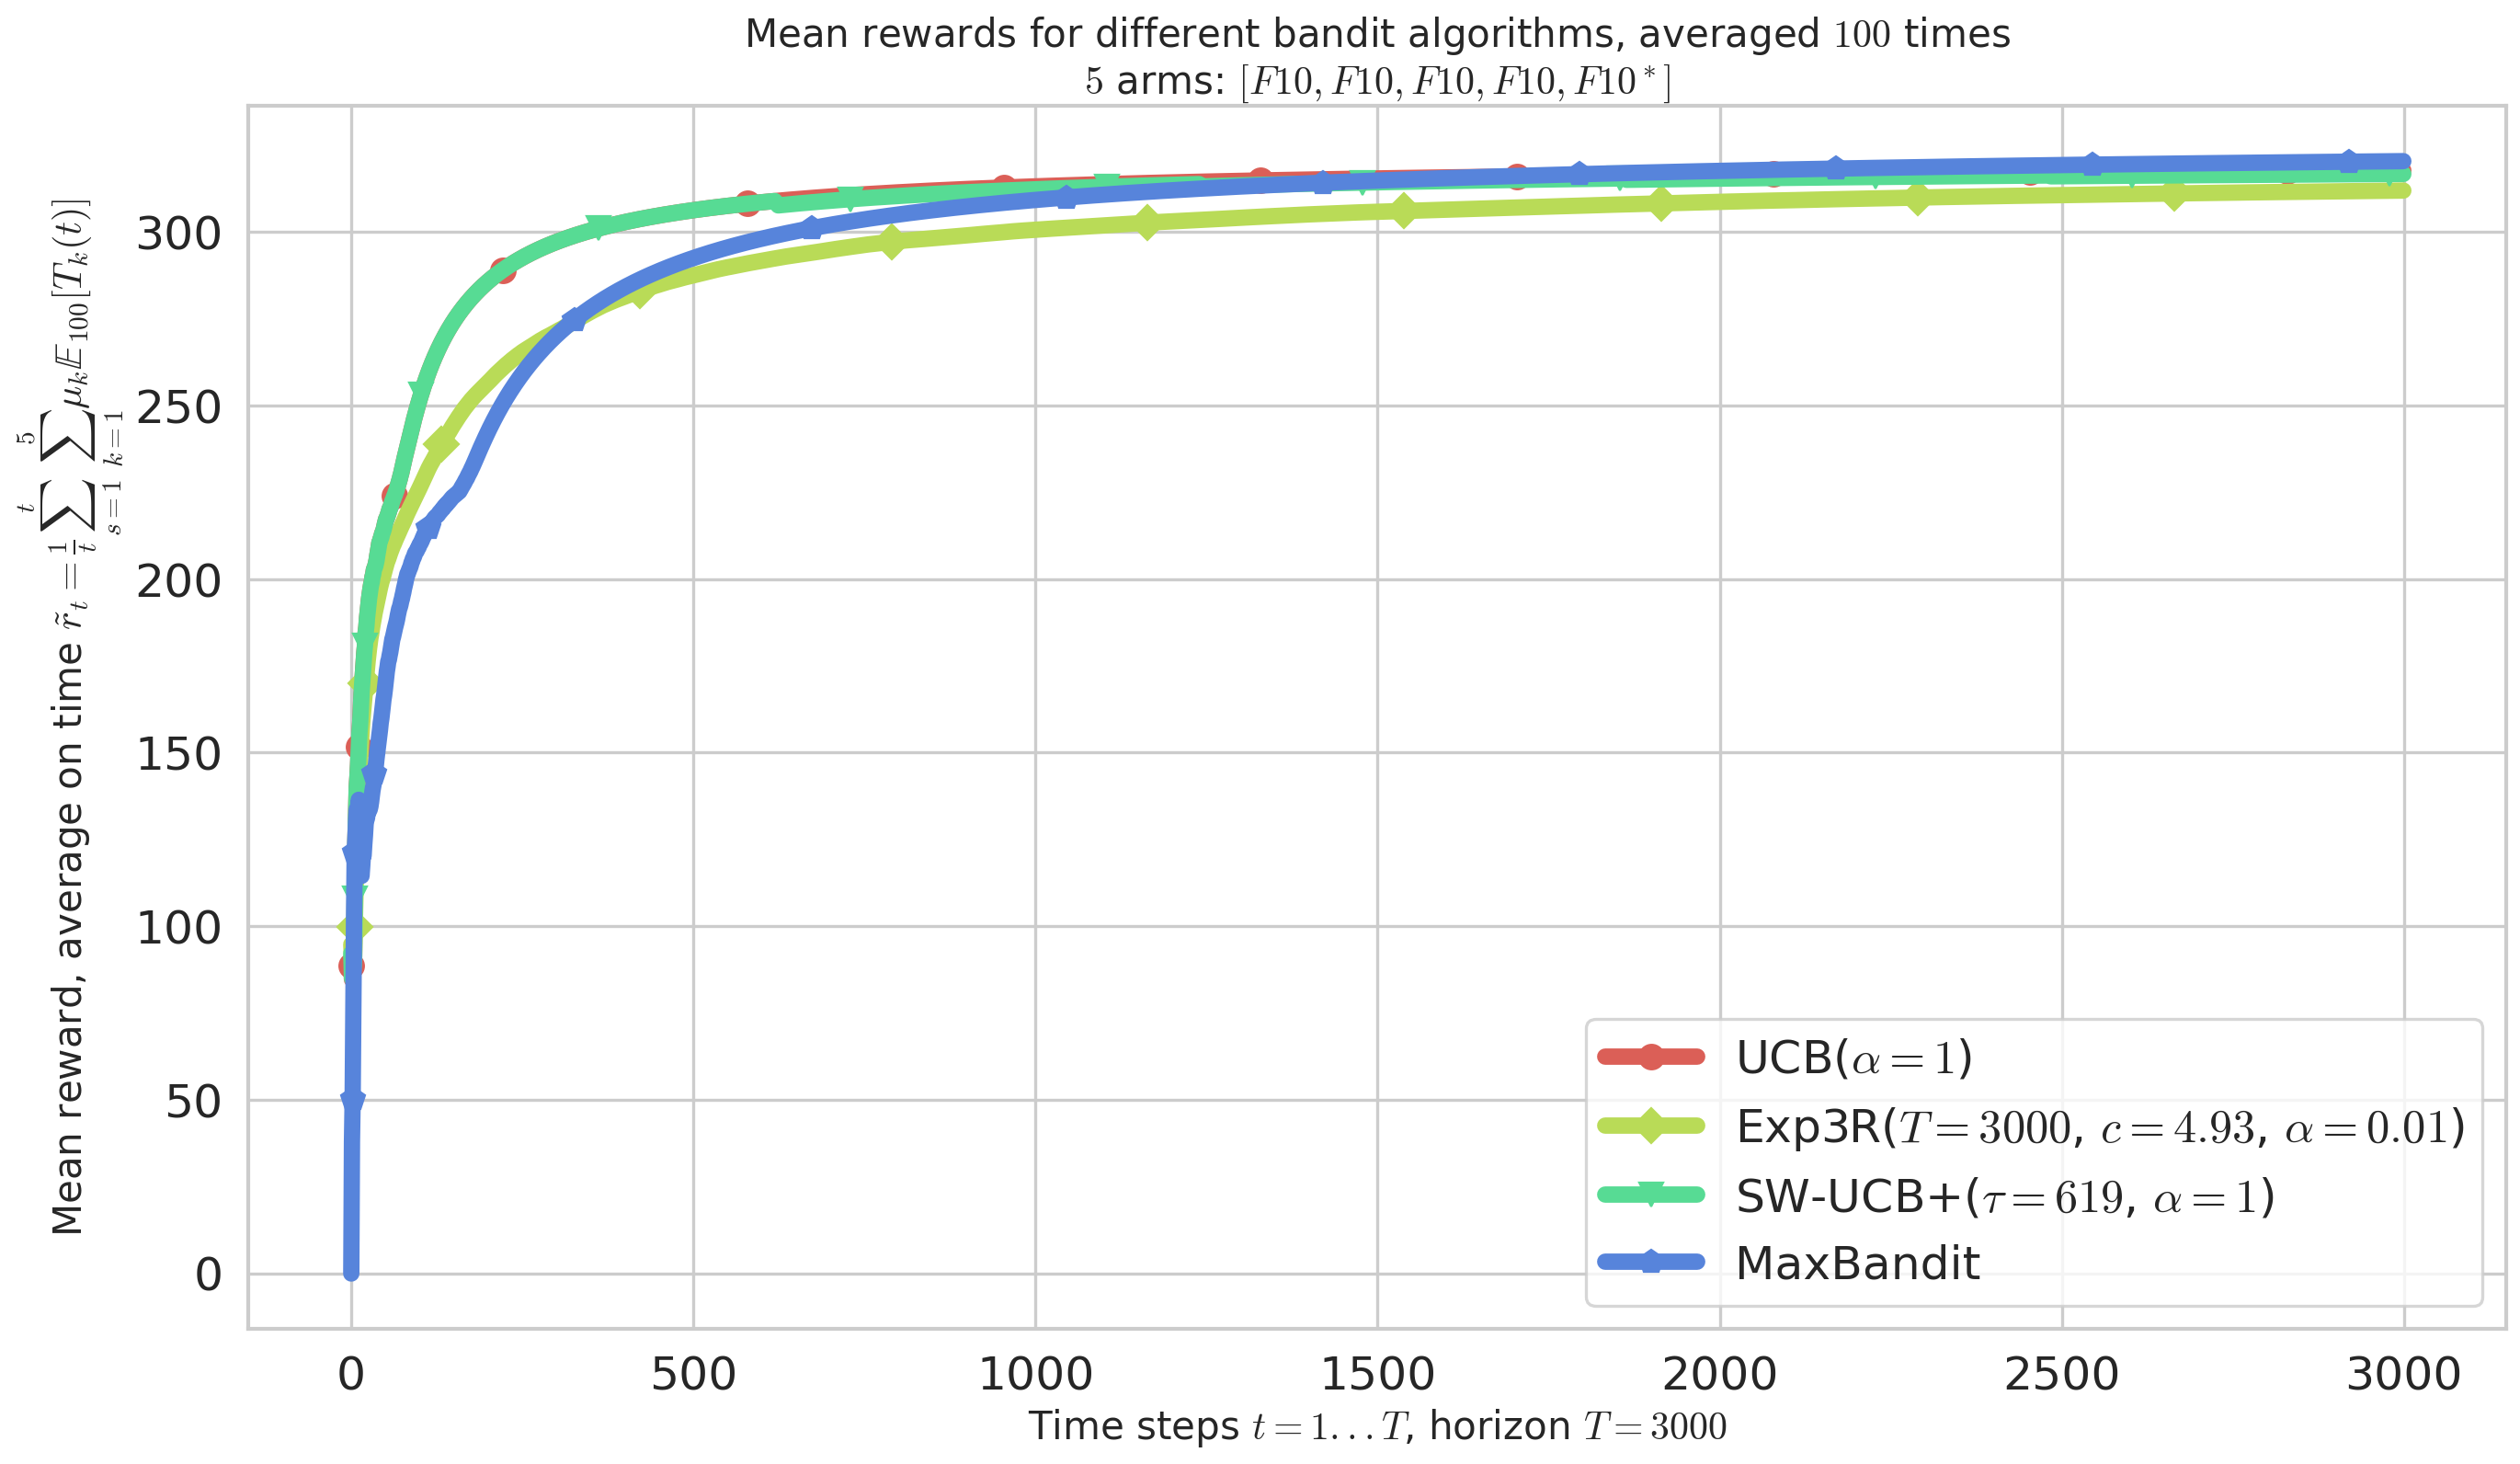 Mean rewards for different bandit algorithms, averaged 100 times
5 arms: [F10, F10, F10, F10, F10*]
Mean reward, average on time r̃_t = 1/t ∑_{s=1}^{t} ∑_{k=1}^{5} μ_k 𝔼_100[T_k(t)]
300
250
200
150
100
50
0
UCB(α = 1)
Exp3R(T = 3000, c = 4.93, α = 0.01)
SW-UCB+(τ = 619, α = 1)
MaxBandit
0 500 1000 1500 2000 2500 3000
Time steps t = 1...T, horizon T = 3000